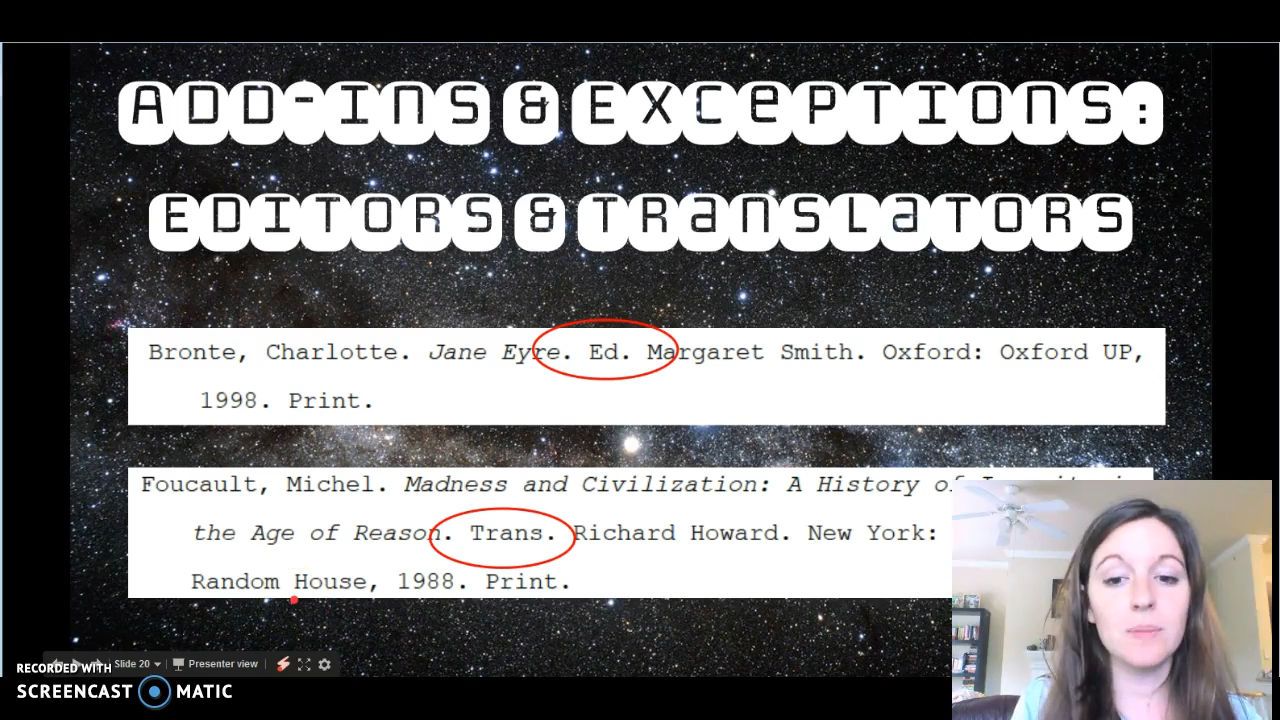 ADD-INS & EXCePTIONS:
EDITORS & TRaNSLaTORS
Bronte, Charlotte. Jane Eyre. Ed. Margaret Smith. Oxford: Oxford UP,
1998. Print.
Foucault, Michel. Madness and Civilization: A History of
the Age of Reason. Trans. Richard Howard. New York:
Random House, 1988. Print.
Slide 20
Presenter view
RECORDED WITH
SCREENCAST MATIC